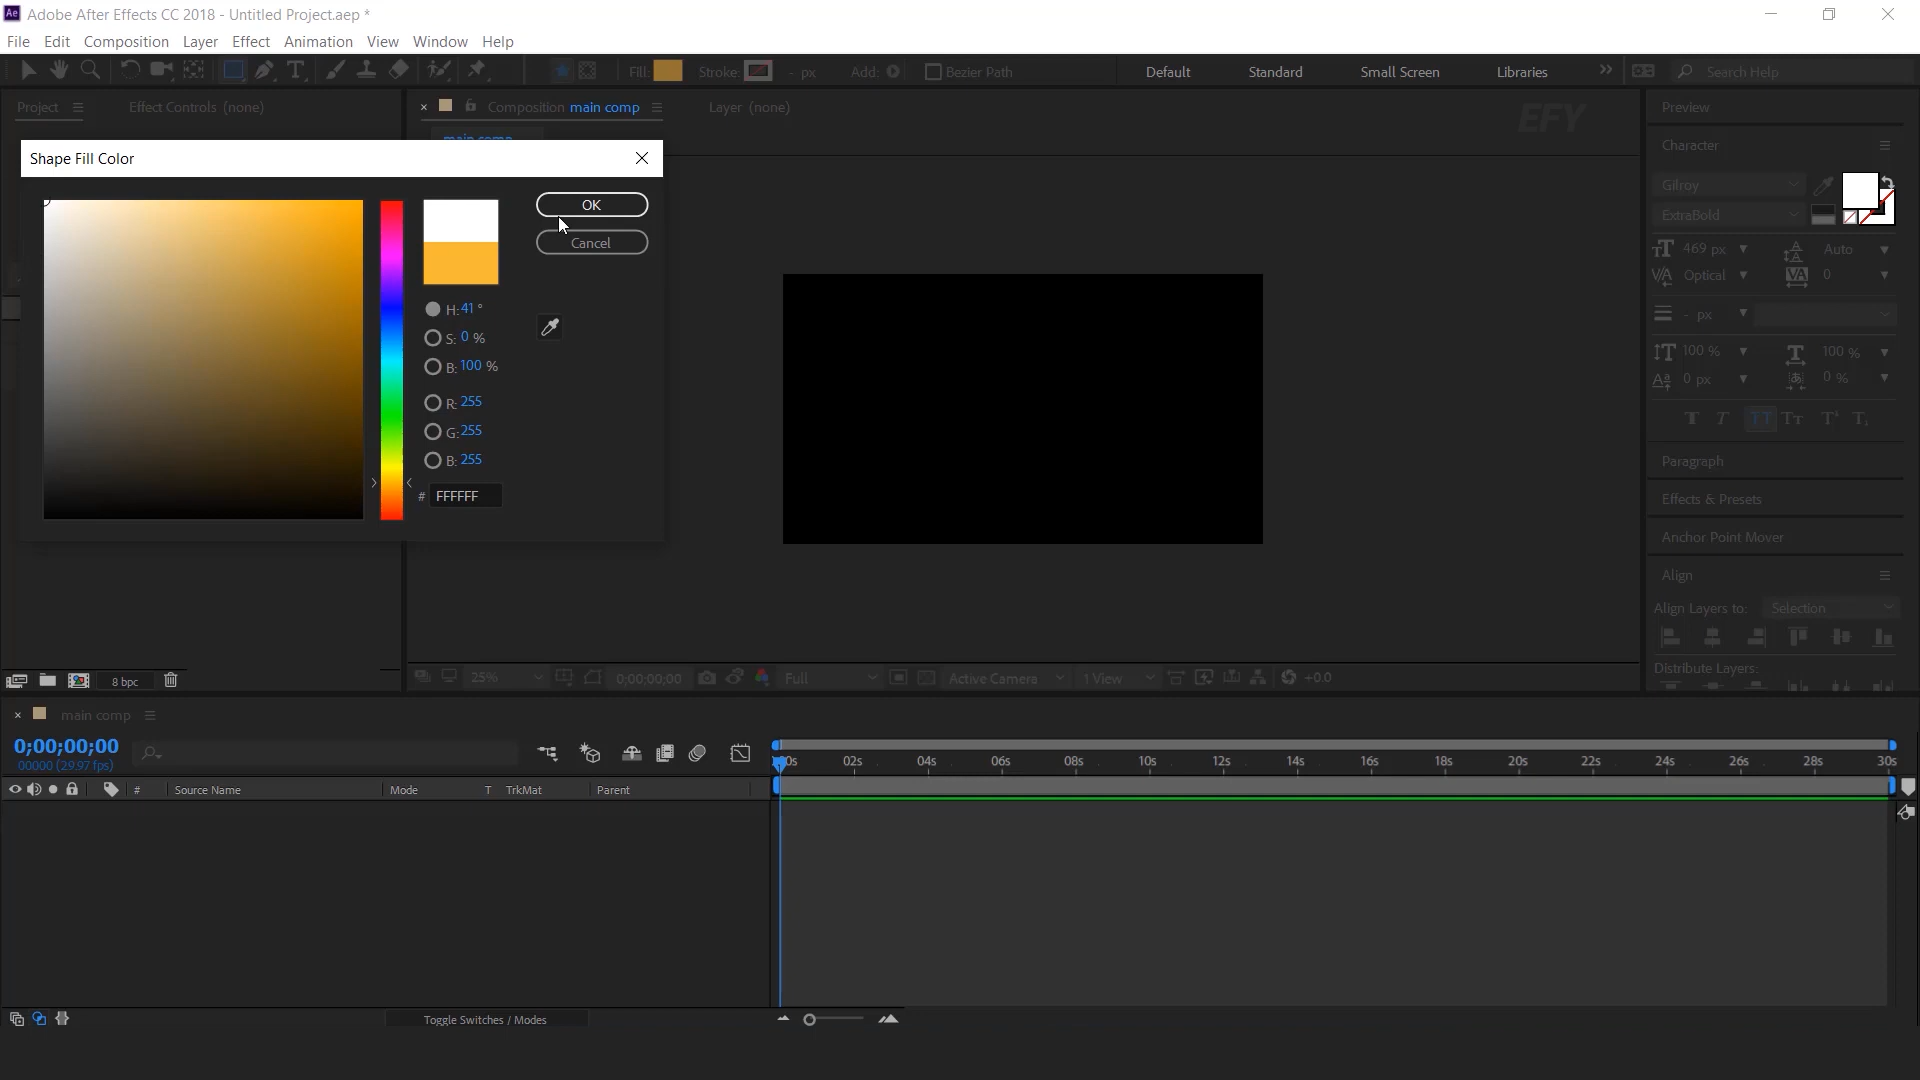 Adobe After Effects CC 2018 - Untitled Project.aep *
File Edit Composition Layer Effect Animation View Window Help
Fill: Stroke: - px Add: Bezier Path Default Standard Small Screen Libraries Search Help
Project Effect Controls (none) Composition main comp Layer (none) EFY Preview
main comp
Shape Fill Color
OK
Cancel
H: 41 °
S: 0 %
B: 100 %
R: 255
G: 255
B: 255
# FFFFFF
Character
Gilroy
ExtraBold
469 px Auto
Optical 0
- px
100 % 100 %
0 px 0 %
Paragraph
Effects & Presets
Anchor Point Mover
Align
Align Layers to: Selection
Distribute Layers:
8 bpc 25% 0;00;00;00 Full Active Camera 1 View +0.0
main comp
0;00;00;00
00000 (29.97 fps)
02s 04s 06s 08s 10s 12s 14s 16s 18s 20s 22s 24s 26s 28s 30s
# Source Name Mode T TrkMat Parent
Toggle Switches / Modes